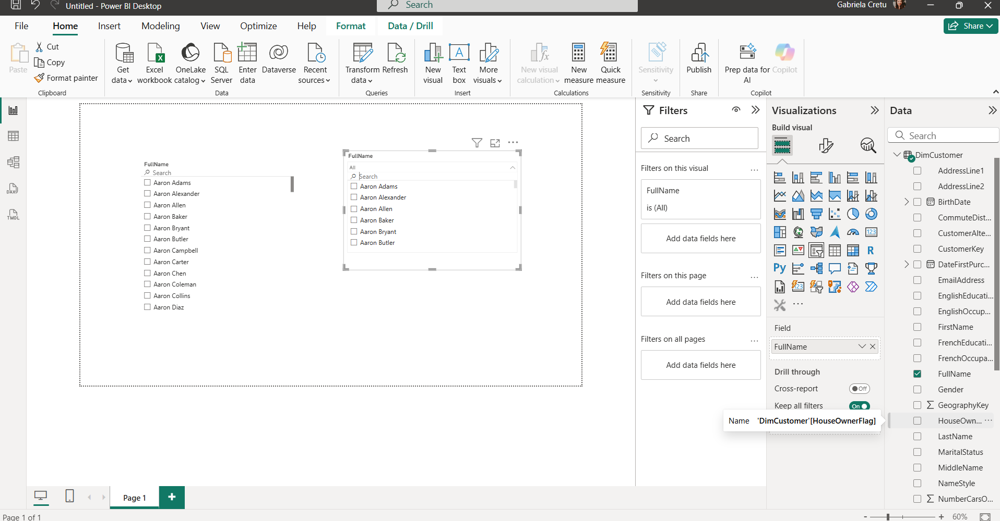 Untitled - Power BI Desktop
Search
Gabriela Cretu
File
Home
Insert
Modeling
View
Optimize
Help
Format
Data / Drill
Share
Paste
Cut
Copy
Format painter
Clipboard
Get data
Excel workbook
OneLake catalog
SQL Server
Enter data
Dataverse
Recent sources
Data
Transform data
Refresh
Queries
New visual
Text box
More visuals
Insert
New visual calculation
New measure
Quick measure
Calculations
Sensitivity
Sensitivity
Publish
Share
Prep data for AI
Copilot
Copilot
DAX
TMDL
FullName
Search
Aaron Adams
Aaron Alexander
Aaron Allen
Aaron Baker
Aaron Bryant
Aaron Butler
Aaron Campbell
Aaron Carter
Aaron Chen
Aaron Coleman
Aaron Collins
Aaron Diaz
FullName
All
Search
Aaron Adams
Aaron Alexander
Aaron Allen
Aaron Baker
Aaron Bryant
Aaron Butler
Filters
Search
Filters on this visual
FullName
is (All)
Add data fields here
Filters on this page
Add data fields here
Filters on all pages
Add data fields here
Visualizations
Build visual
123
R
Py
123
Field
FullName
Drill through
Cross-report
Off
Keep all filters
On
Name 'DimCustomer'[HouseOwnerFlag]
Data
Search
DimCustomer
AddressLine1
AddressLine2
BirthDate
CommuteDist...
CustomerAlte...
CustomerKey
DateFirstPurc...
EmailAddress
EnglishEducati...
EnglishOccup...
FirstName
FrenchEducati...
FrenchOccupa...
FullName
Gender
GeographyKey
HouseOwn...
LastName
MaritalStatus
MiddleName
NameStyle
NumberCarsO...
Page 1
Page 1 of 1
60%